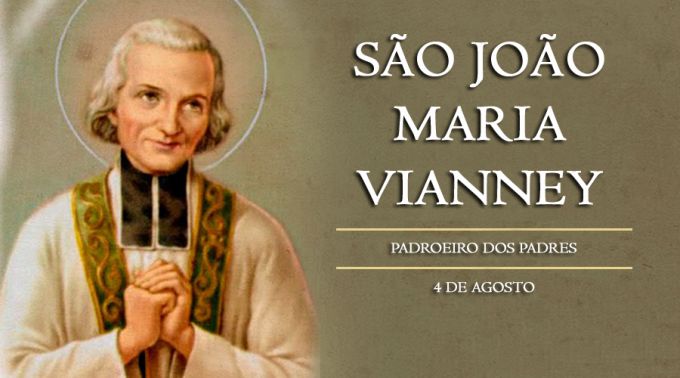 SÃO JOÃO
MARIA
VIANNEY
PADROEIRO DOS PADRES
4 DE AGOSTO